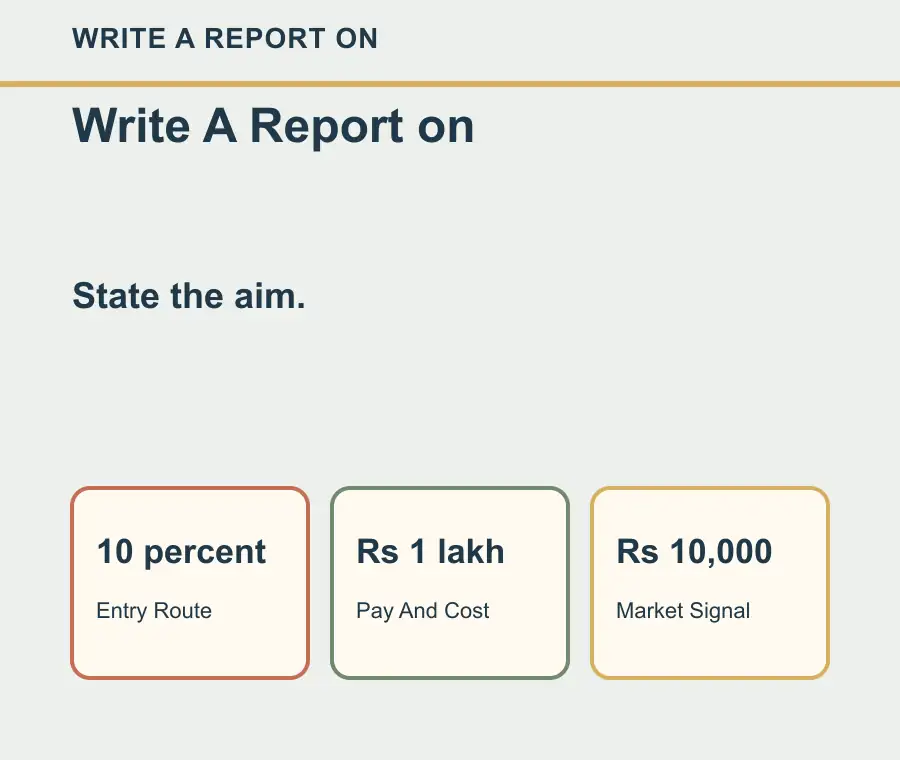 WRITE A REPORT ON
Write A Report on
State the aim.
10 percent
Entry Route
Rs 1 lakh
Pay And Cost
Rs 10,000
Market Signal